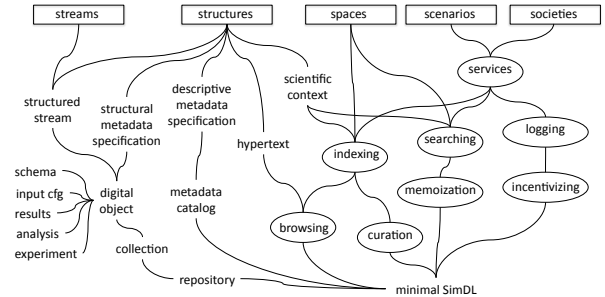 streams structures spaces scenarios societies
services
scientific
context
descriptive
metadata
specification
structured
stream
structural
metadata
specification
hypertext
indexing
searching
logging
schema
input cfg
results
analysis
experiment
digital
object
metadata
catalog
memoization
incentivizing
browsing
curation
collection
repository
minimal SimDL